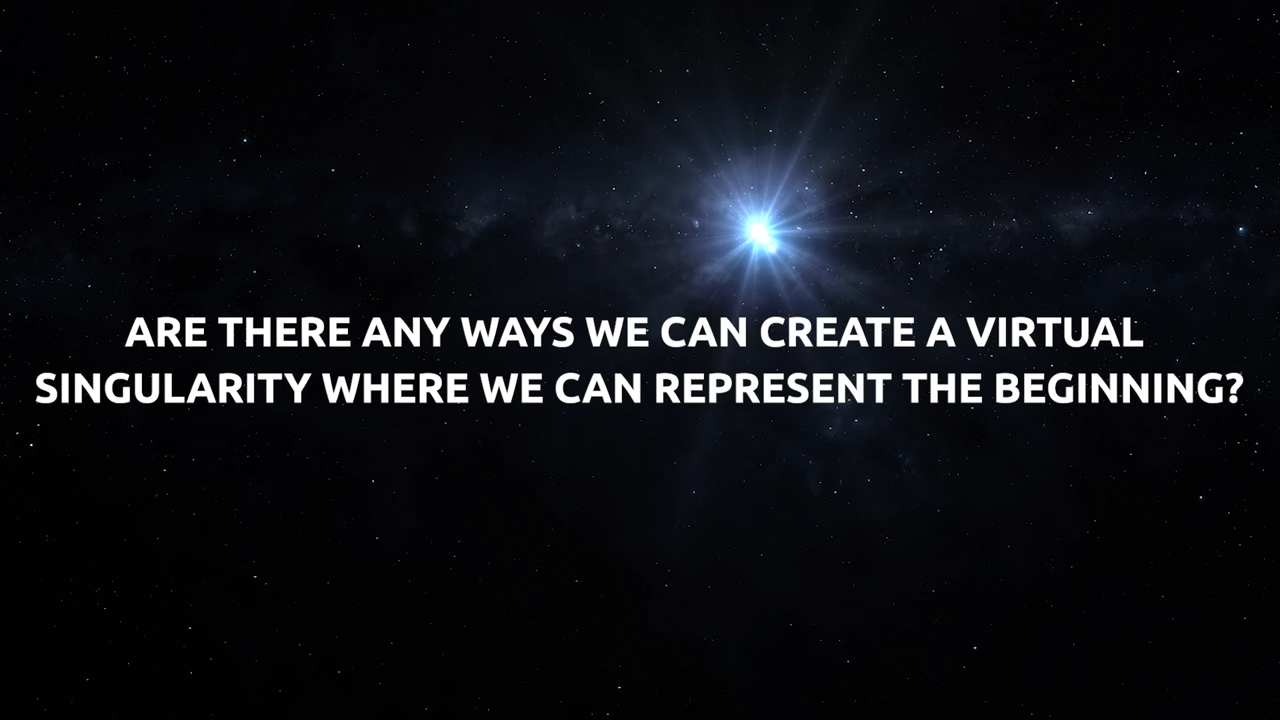 ARE THERE ANY WAYS WE CAN CREATE A VIRTUAL
SINGULARITY WHERE WE CAN REPRESENT THE BEGINNING?